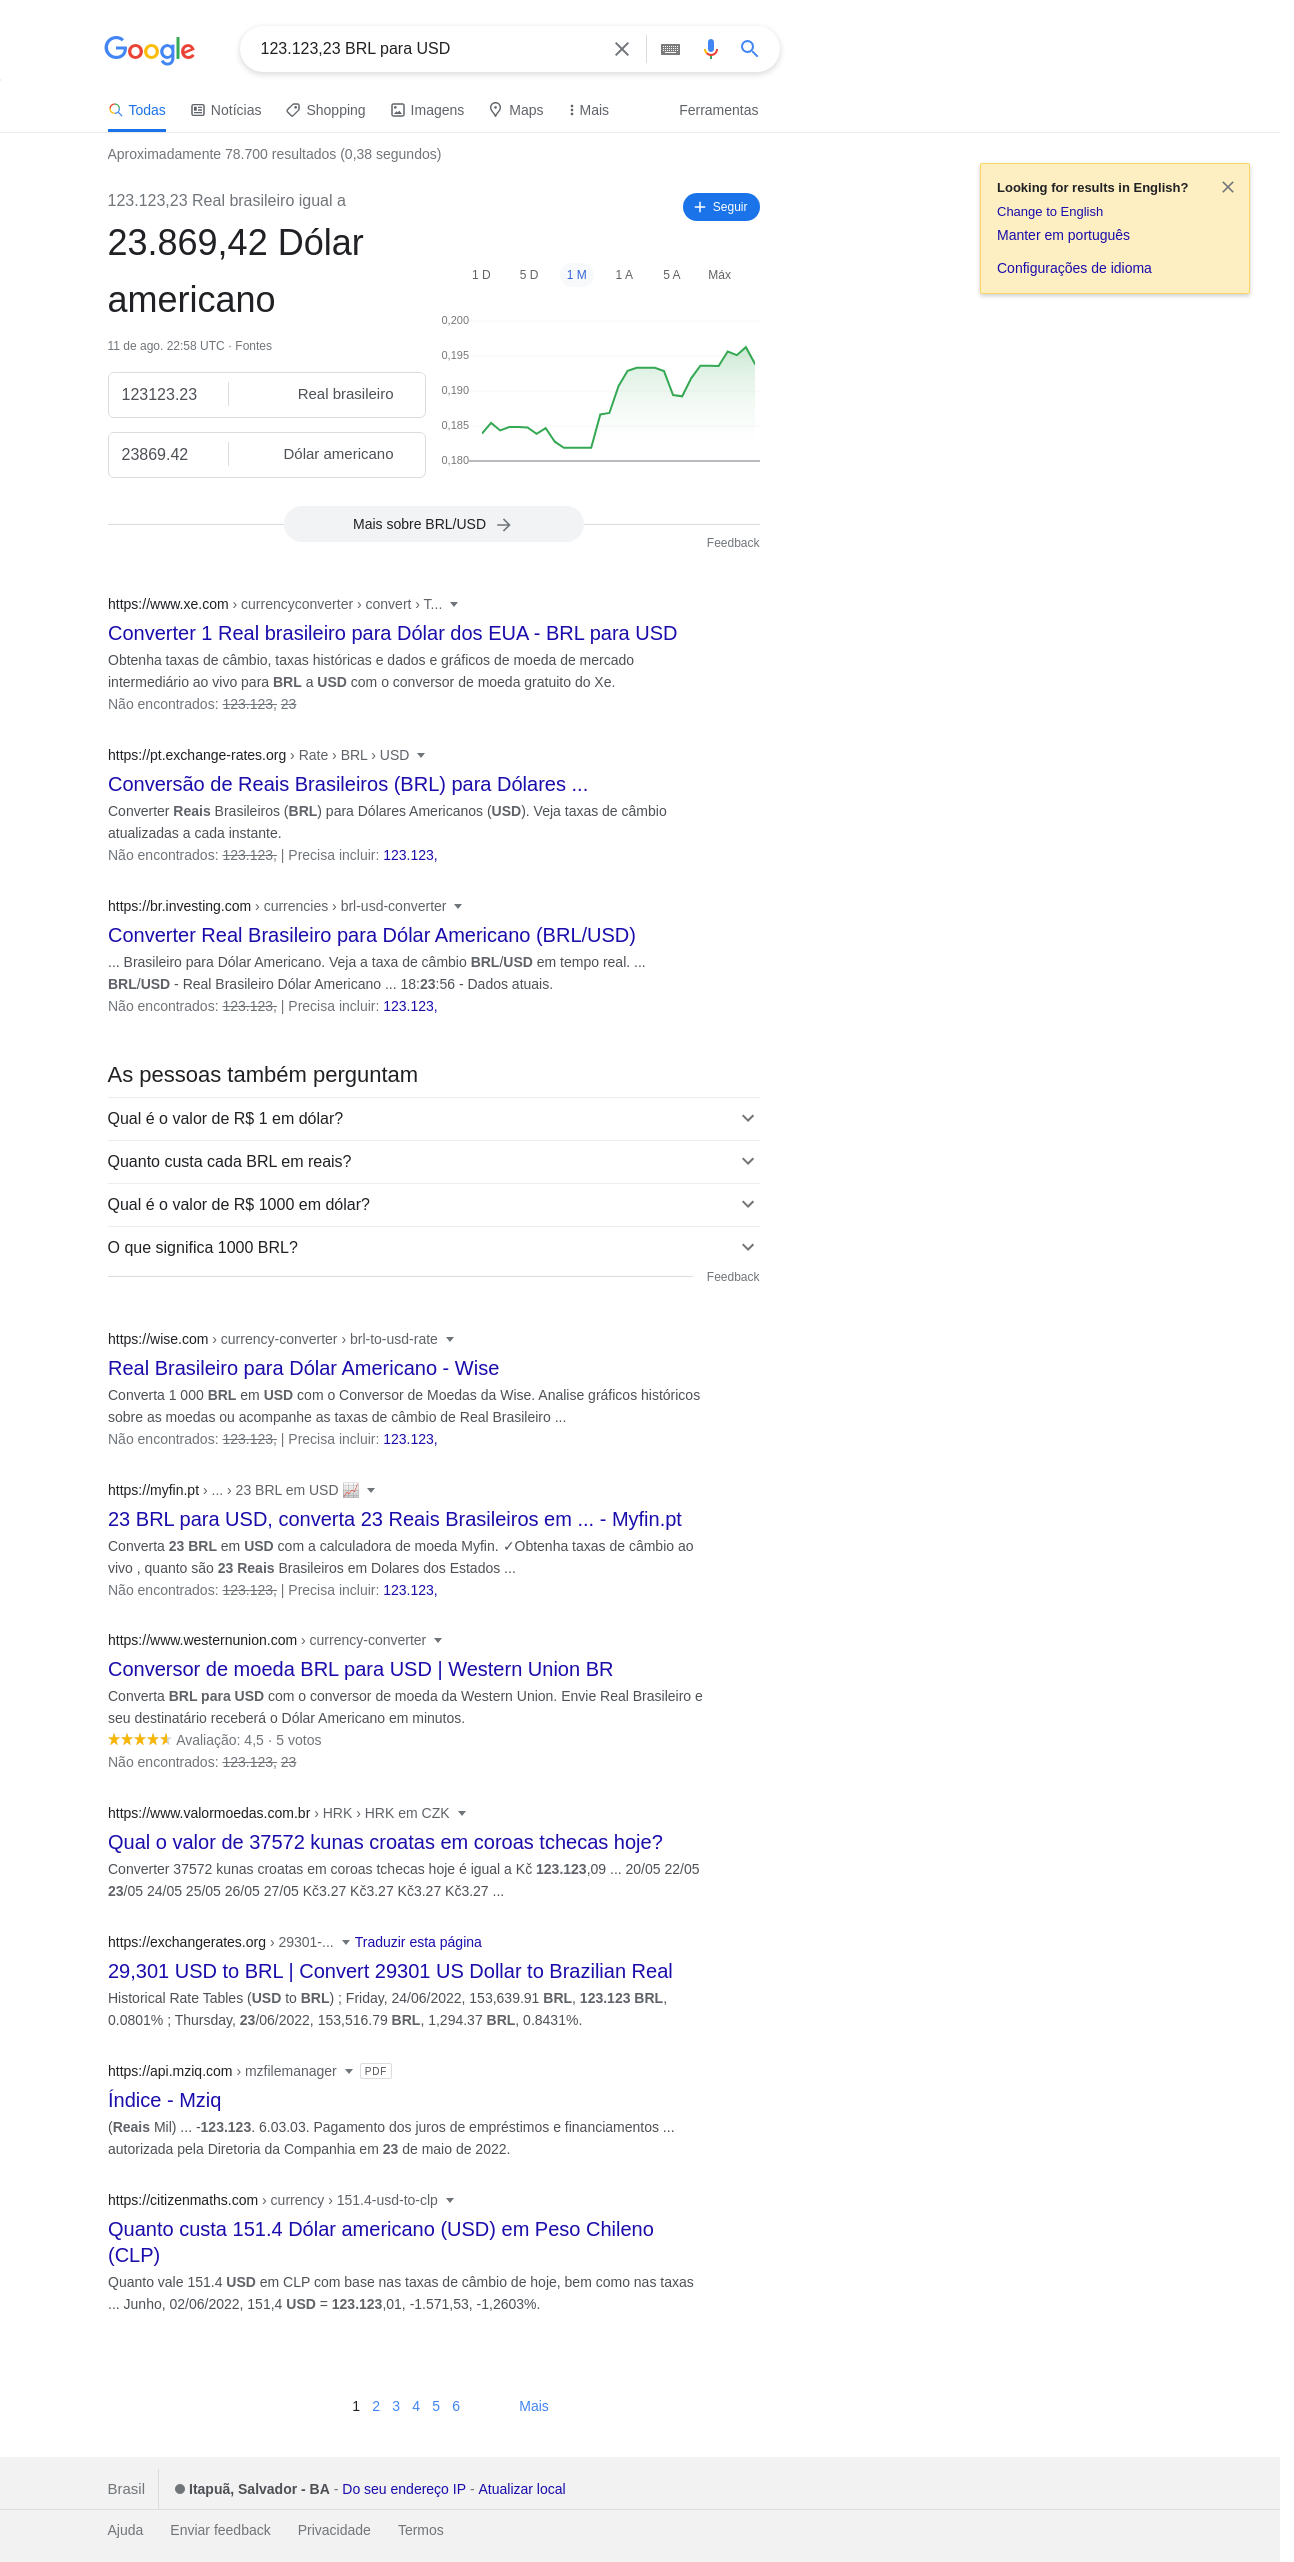 Google
123.123,23 BRL para USD
Todas Notícias Shopping Imagens Maps Mais Ferramentas
Aproximadamente 78.700 resultados (0,38 segundos)
Looking for results in English?
Change to English
Manter em português
Configurações de idioma
123.123,23 Real brasileiro igual a
Seguir
23.869,42 Dólar
americano
11 de ago. 22:58 UTC · Fontes
123123.23 Real brasileiro
23869.42 Dólar americano
1 D 5 D 1 M 1 A 5 A Máx
0,200
0,195
0,190
0,185
0,180
Mais sobre BRL/USD
Feedback
https://www.xe.com › currencyconverter › convert › T...
Converter 1 Real brasileiro para Dólar dos EUA - BRL para USD
Obtenha taxas de câmbio, taxas históricas e dados e gráficos de moeda de mercado
intermediário ao vivo para BRL a USD com o conversor de moeda gratuito do Xe.
Não encontrados: 123.123, 23
https://pt.exchange-rates.org › Rate › BRL › USD
Conversão de Reais Brasileiros (BRL) para Dólares ...
Converter Reais Brasileiros (BRL) para Dólares Americanos (USD). Veja taxas de câmbio
atualizadas a cada instante.
Não encontrados: 123.123, | Precisa incluir: 123.123,
https://br.investing.com › currencies › brl-usd-converter
Converter Real Brasileiro para Dólar Americano (BRL/USD)
... Brasileiro para Dólar Americano. Veja a taxa de câmbio BRL/USD em tempo real. ...
BRL/USD - Real Brasileiro Dólar Americano ... 18:23:56 - Dados atuais.
Não encontrados: 123.123, | Precisa incluir: 123.123,
As pessoas também perguntam
Qual é o valor de R$ 1 em dólar?
Quanto custa cada BRL em reais?
Qual é o valor de R$ 1000 em dólar?
O que significa 1000 BRL?
Feedback
https://wise.com › currency-converter › brl-to-usd-rate
Real Brasileiro para Dólar Americano - Wise
Converta 1 000 BRL em USD com o Conversor de Moedas da Wise. Analise gráficos históricos
sobre as moedas ou acompanhe as taxas de câmbio de Real Brasileiro ...
Não encontrados: 123.123, | Precisa incluir: 123.123,
https://myfin.pt › ... › 23 BRL em USD 📈
23 BRL para USD, converta 23 Reais Brasileiros em ... - Myfin.pt
Converta 23 BRL em USD com a calculadora de moeda Myfin. ✓Obtenha taxas de câmbio ao
vivo , quanto são 23 Reais Brasileiros em Dolares dos Estados ...
Não encontrados: 123.123, | Precisa incluir: 123.123,
https://www.westernunion.com › currency-converter
Conversor de moeda BRL para USD | Western Union BR
Converta BRL para USD com o conversor de moeda da Western Union. Envie Real Brasileiro e
seu destinatário receberá o Dólar Americano em minutos.
Avaliação: 4,5 · 5 votos
Não encontrados: 123.123, 23
https://www.valormoedas.com.br › HRK › HRK em CZK
Qual o valor de 37572 kunas croatas em coroas tchecas hoje?
Converter 37572 kunas croatas em coroas tchecas hoje é igual a Kč 123.123,09 ... 20/05 22/05
23/05 24/05 25/05 26/05 27/05 Kč3.27 Kč3.27 Kč3.27 Kč3.27 ...
https://exchangerates.org › 29301-... Traduzir esta página
29,301 USD to BRL | Convert 29301 US Dollar to Brazilian Real
Historical Rate Tables (USD to BRL) ; Friday, 24/06/2022, 153,639.91 BRL, 123.123 BRL,
0.0801% ; Thursday, 23/06/2022, 153,516.79 BRL, 1,294.37 BRL, 0.8431%.
https://api.mziq.com › mzfilemanager PDF
Índice - Mziq
(Reais Mil) ... -123.123. 6.03.03. Pagamento dos juros de empréstimos e financiamentos ...
autorizada pela Diretoria da Companhia em 23 de maio de 2022.
https://citizenmaths.com › currency › 151.4-usd-to-clp
Quanto custa 151.4 Dólar americano (USD) em Peso Chileno
(CLP)
Quanto vale 151.4 USD em CLP com base nas taxas de câmbio de hoje, bem como nas taxas
... Junho, 02/06/2022, 151,4 USD = 123.123,01, -1.571,53, -1,2603%.
1 2 3 4 5 6 Mais
Brasil Itapuã, Salvador - BA - Do seu endereço IP - Atualizar local
Ajuda Enviar feedback Privacidade Termos